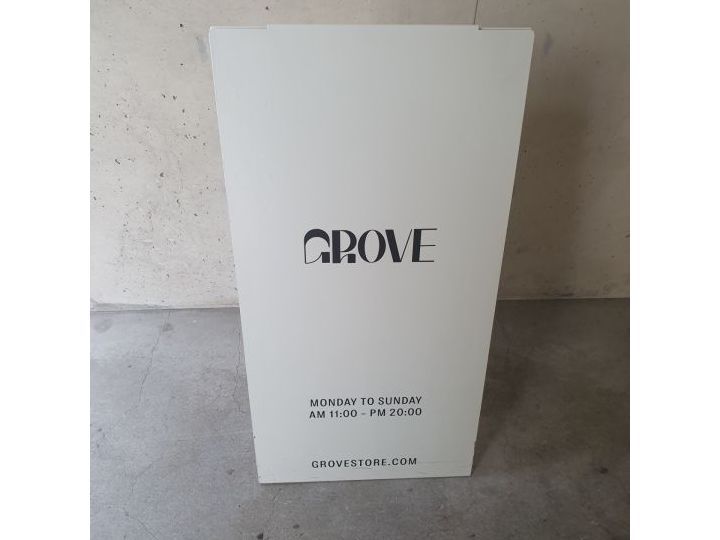 GROVE
MONDAY TO SUNDAY
AM 11:00 - PM 20:00
GROVESTORE.COM